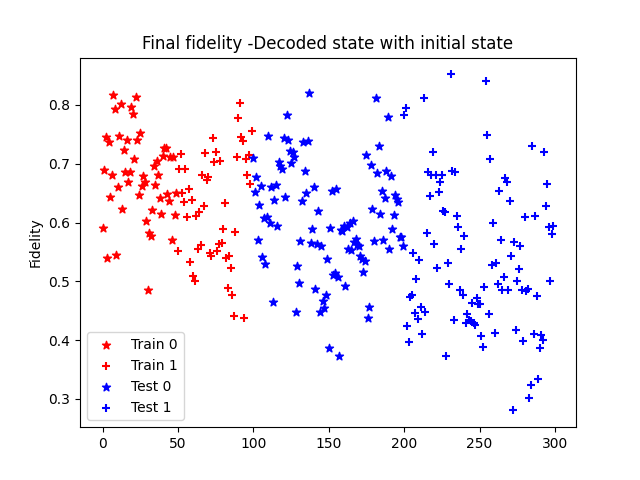 Final fidelity -Decoded state with initial state
Fidelity
0.8
0.7
0.6
0.5
0.4
0.3
Train 0
Train 1
Test 0
Test 1
0 50 100 150 200 250 300